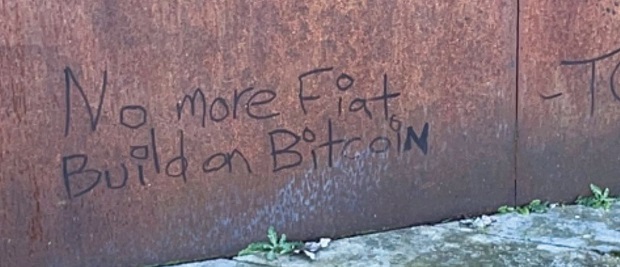 No more Fiat
Build on Bitcoin